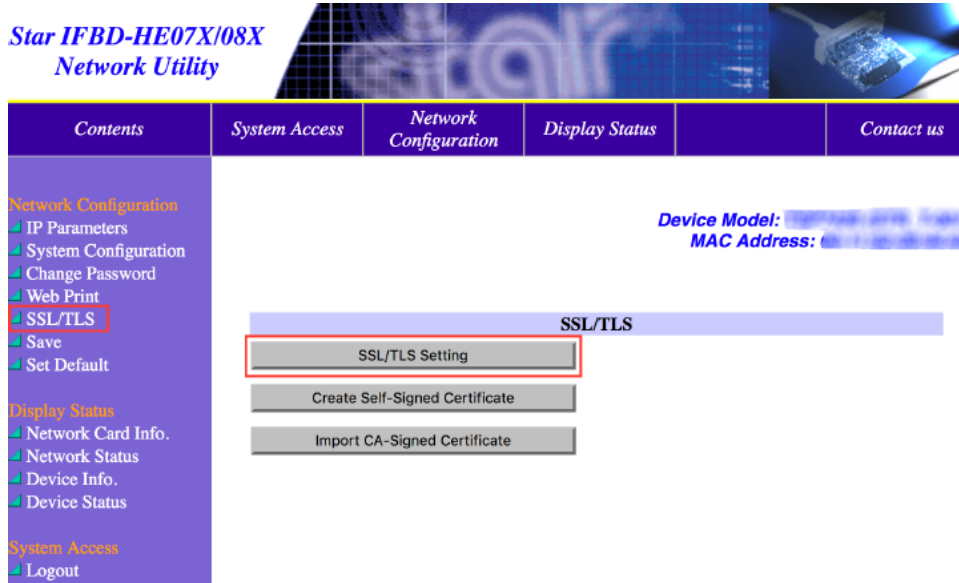 Star IFBD-HE07X/08X
Network Utility
star
Contents
System Access
Network
Configuration
Display Status
Contact us
Network Configuration
IP Parameters
System Configuration
Change Password
Web Print
SSL/TLS
Save
Set Default
Display Status
Network Card Info.
Network Status
Device Info.
Device Status
System Access
Logout
Device Model:
MAC Address:
SSL/TLS
SSL/TLS Setting
Create Self-Signed Certificate
Import CA-Signed Certificate